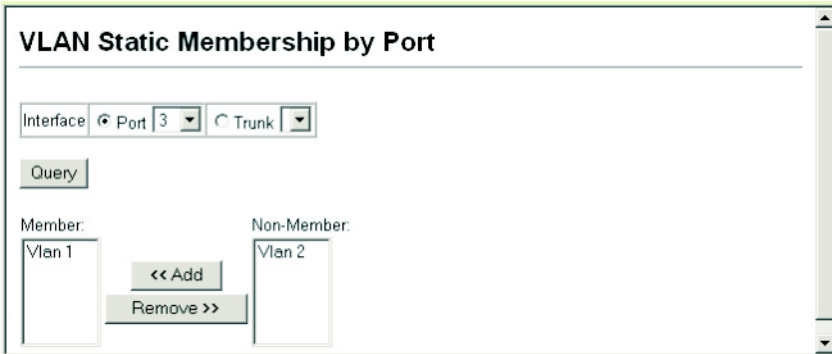 VLAN Static Membership by Port
Interface Port 3 Trunk
Query
Member: Non-Member:
Vlan 1 Vlan 2
<< Add
Remove >>